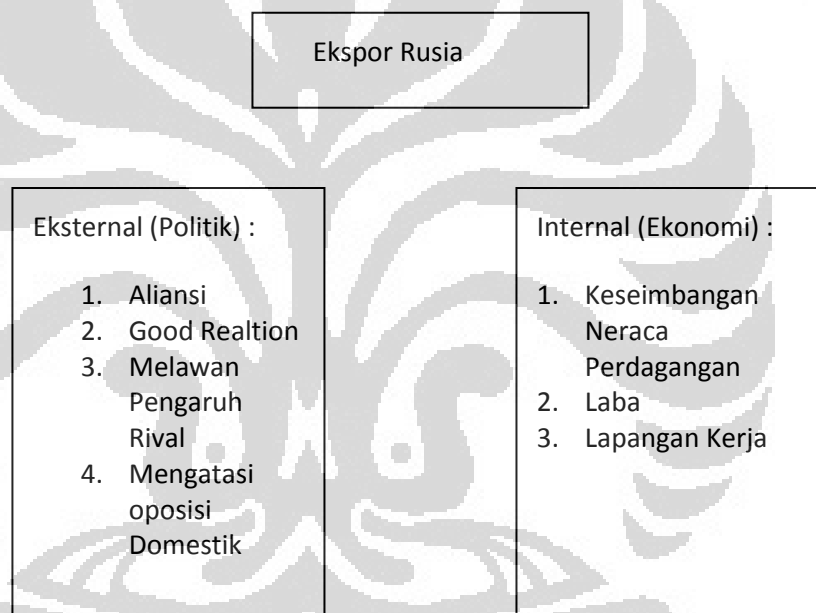 Ekspor Rusia
Eksternal (Politik) :
1. Aliansi
2. Good Realtion
3. Melawan
Pengaruh
Rival
4. Mengatasi
oposisi
Domestik
Internal (Ekonomi) :
1. Keseimbangan
Neraca
Perdagangan
2. Laba
3. Lapangan Kerja